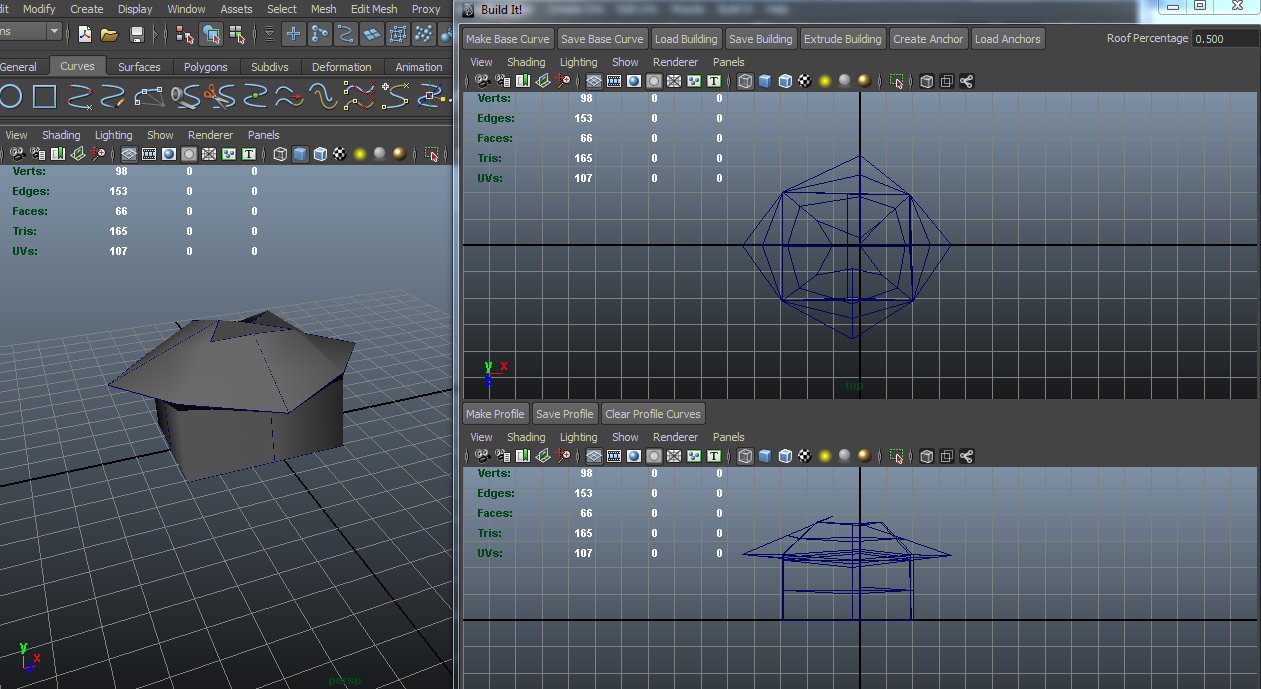 dit Modify Create Display Window Assets Select Mesh Edit Mesh Proxy
ns
General Curves Surfaces Polygons Subdivs Deformation Animation
View Shading Lighting Show Renderer Panels
T
Verts: 98 0 0
Edges: 153 0 0
Faces: 66 0 0
Tris: 165 0 0
UVs: 107 0 0
y
x
z
persp
Build It!
Make Base Curve Save Base Curve Load Building Save Building Extrude Building Create Anchor Load Anchors Roof Percentage 0.500
View Shading Lighting Show Renderer Panels
T
Verts: 98 0 0
Edges: 153 0 0
Faces: 66 0 0
Tris: 165 0 0
UVs: 107 0 0
y x
z
top
Make Profile Save Profile Clear Profile Curves
View Shading Lighting Show Renderer Panels
T
Verts: 98 0 0
Edges: 153 0 0
Faces: 66 0 0
Tris: 165 0 0
UVs: 107 0 0